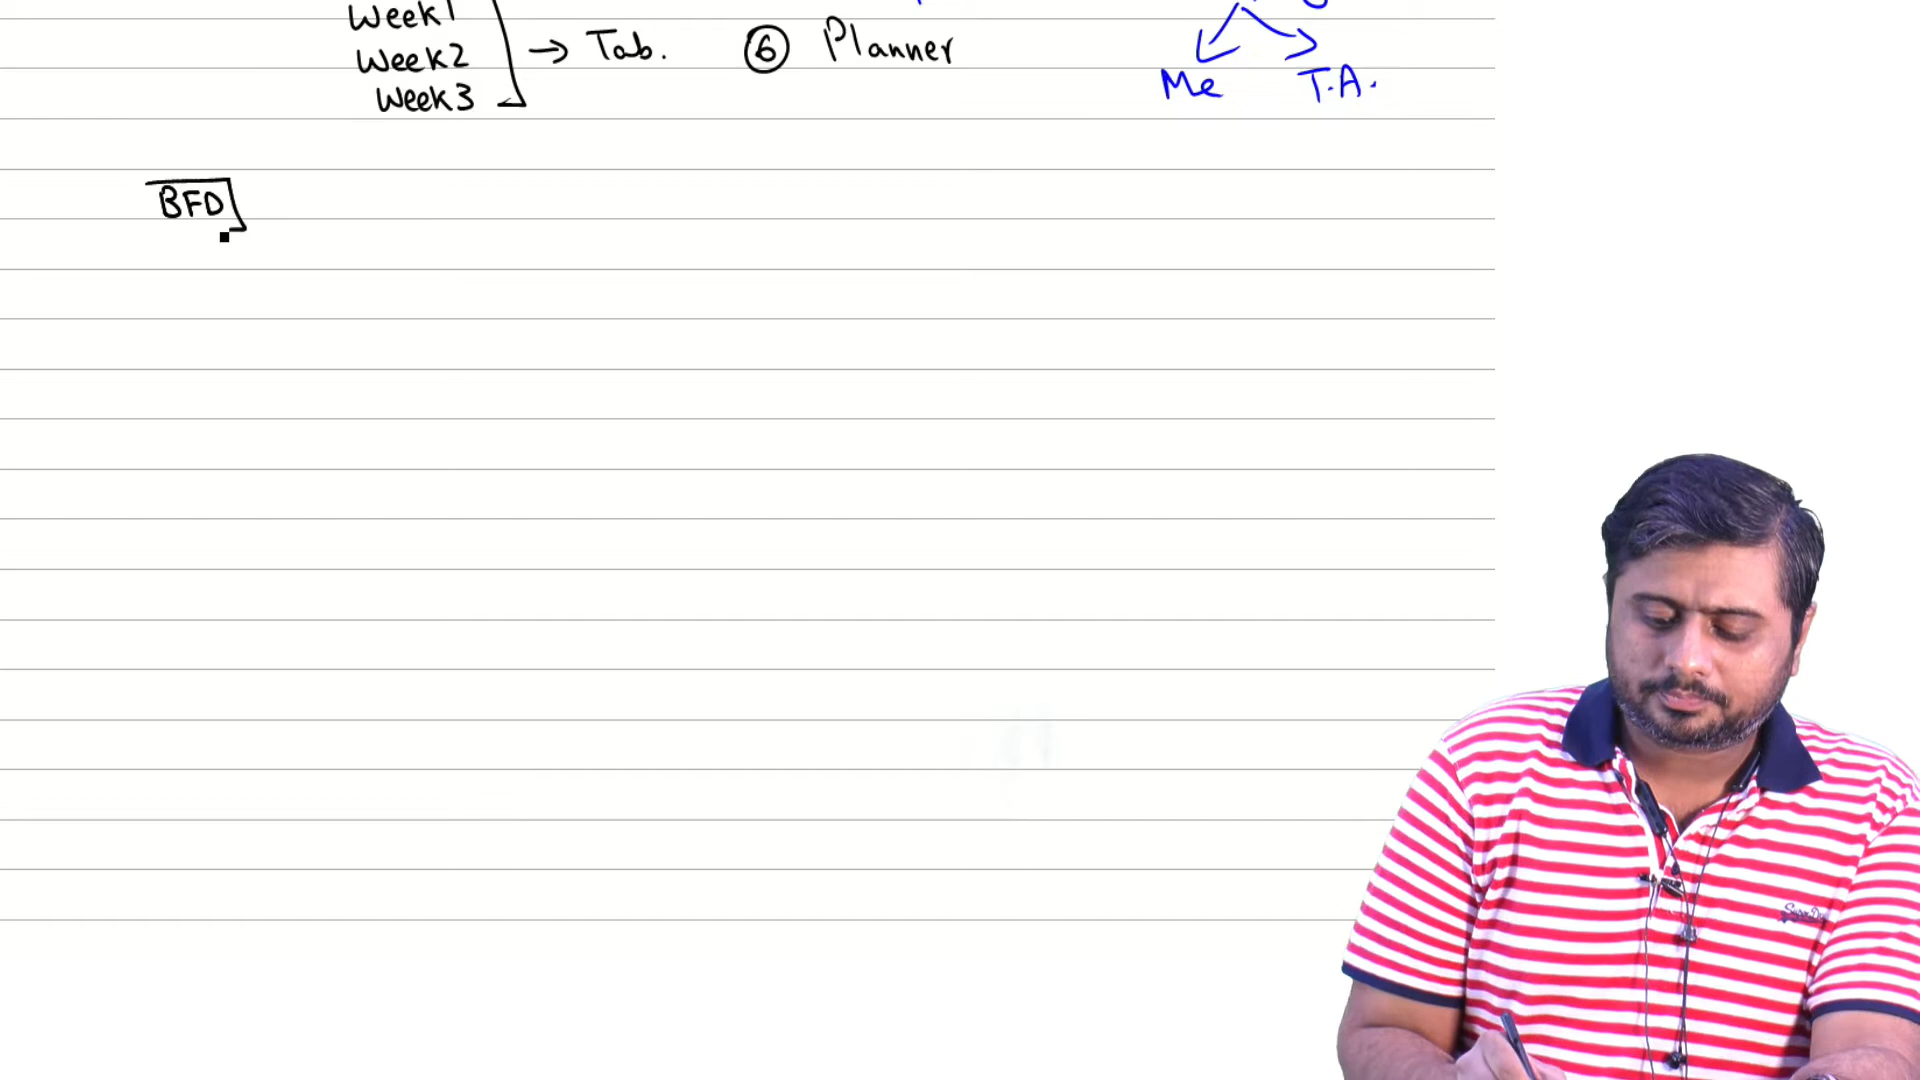 Week1
Week2 → Tab. ⑥ Planner
Week3
Me T.A.
BFD